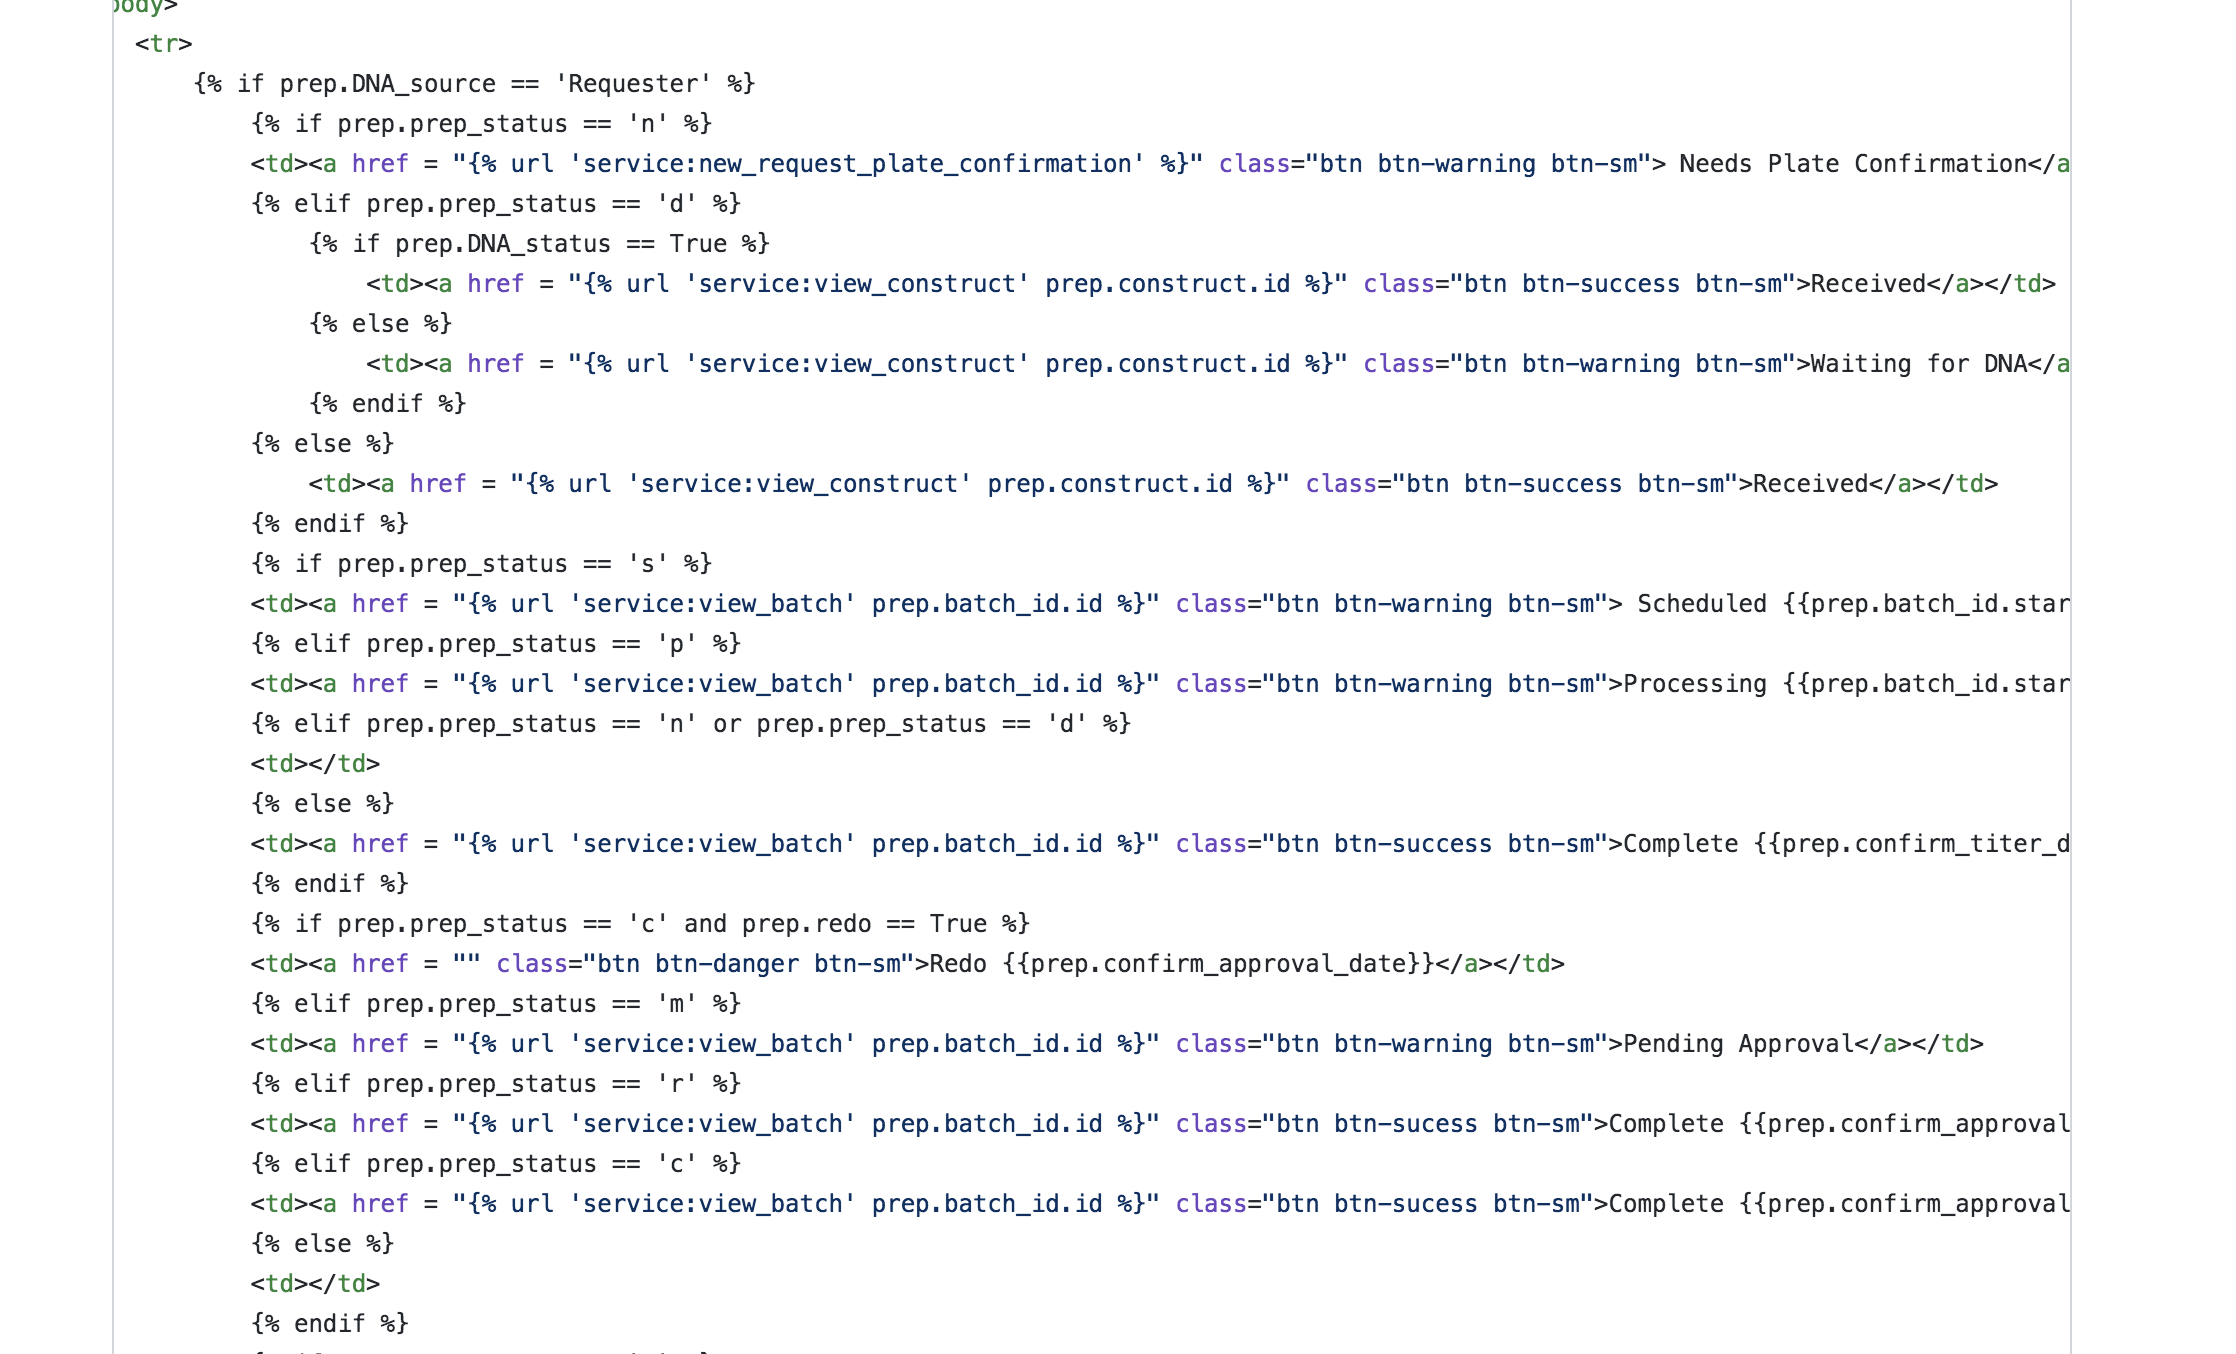 body>
<tr>
{% if prep.DNA_source == 'Requester' %}
{% if prep.prep_status == 'n' %}
<td><a href = "{% url 'service:new_request_plate_confirmation' %}" class="btn btn-warning btn-sm"> Needs Plate Confirmation</a
{% elif prep.prep_status == 'd' %}
{% if prep.DNA_status == True %}
<td><a href = "{% url 'service:view_construct' prep.construct.id %}" class="btn btn-success btn-sm">Received</a></td>
{% else %}
<td><a href = "{% url 'service:view_construct' prep.construct.id %}" class="btn btn-warning btn-sm">Waiting for DNA</a
{% endif %}
{% else %}
<td><a href = "{% url 'service:view_construct' prep.construct.id %}" class="btn btn-success btn-sm">Received</a></td>
{% endif %}
{% if prep.prep_status == 's' %}
<td><a href = "{% url 'service:view_batch' prep.batch_id.id %}" class="btn btn-warning btn-sm"> Scheduled {{prep.batch_id.star
{% elif prep.prep_status == 'p' %}
<td><a href = "{% url 'service:view_batch' prep.batch_id.id %}" class="btn btn-warning btn-sm">Processing {{prep.batch_id.star
{% elif prep.prep_status == 'n' or prep.prep_status == 'd' %}
<td></td>
{% else %}
<td><a href = "{% url 'service:view_batch' prep.batch_id.id %}" class="btn btn-success btn-sm">Complete {{prep.confirm_titer_d
{% endif %}
{% if prep.prep_status == 'c' and prep.redo == True %}
<td><a href = "" class="btn btn-danger btn-sm">Redo {{prep.confirm_approval_date}}</a></td>
{% elif prep.prep_status == 'm' %}
<td><a href = "{% url 'service:view_batch' prep.batch_id.id %}" class="btn btn-warning btn-sm">Pending Approval</a></td>
{% elif prep.prep_status == 'r' %}
<td><a href = "{% url 'service:view_batch' prep.batch_id.id %}" class="btn btn-sucess btn-sm">Complete {{prep.confirm_approval
{% elif prep.prep_status == 'c' %}
<td><a href = "{% url 'service:view_batch' prep.batch_id.id %}" class="btn btn-sucess btn-sm">Complete {{prep.confirm_approval
{% else %}
<td></td>
{% endif %}